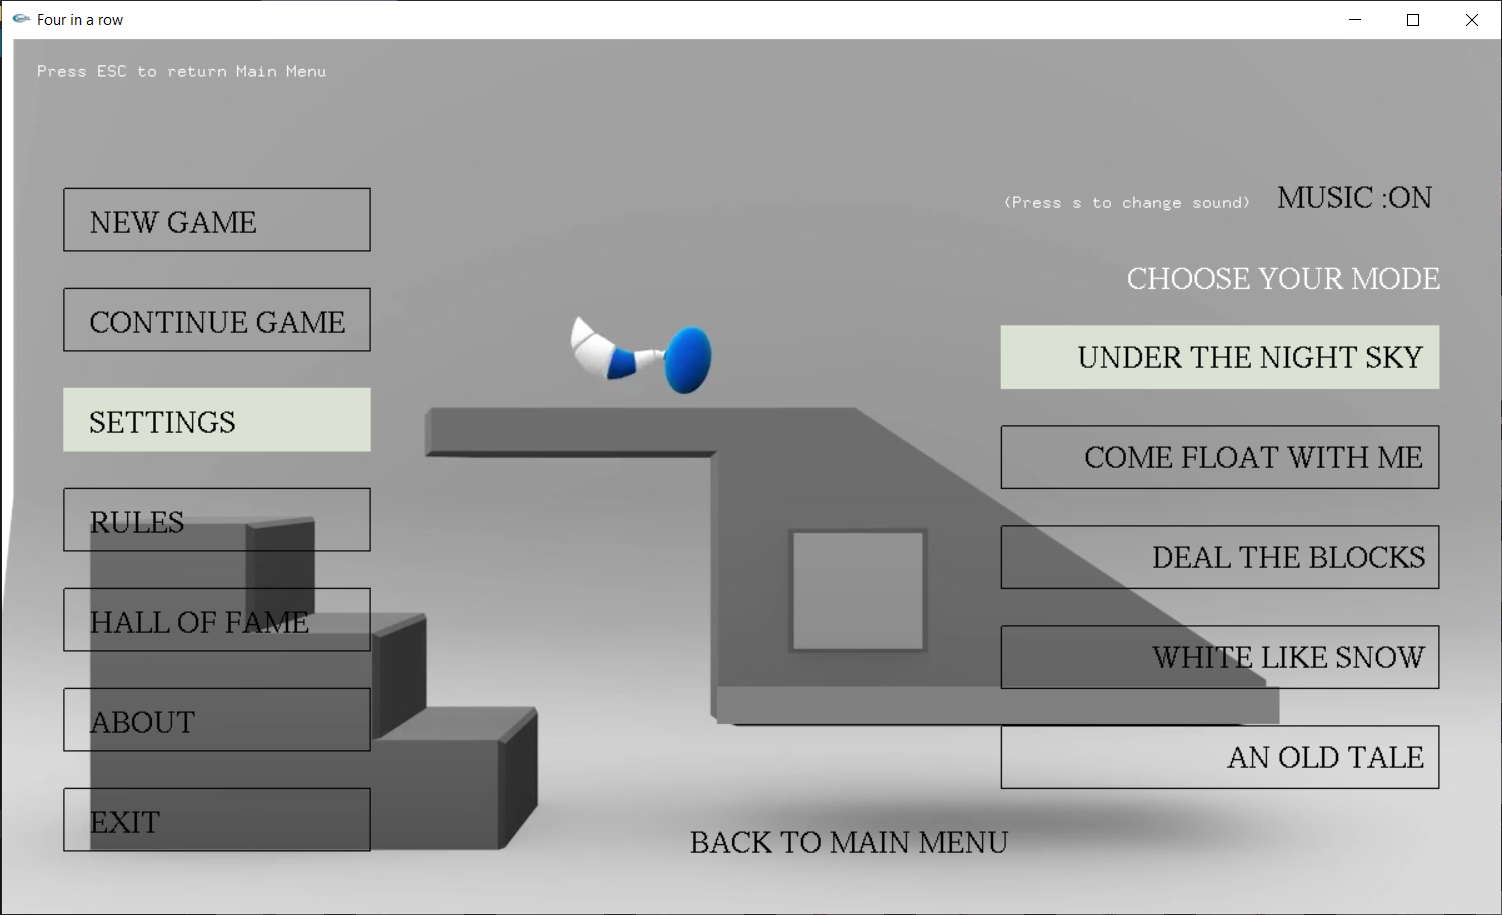 Four in a row
Press ESC to return Main Menu
NEW GAME
CONTINUE GAME
SETTINGS
RULES
HALL OF FAME
ABOUT
EXIT
(Press s to change sound) MUSIC :ON
CHOOSE YOUR MODE
UNDER THE NIGHT SKY
COME FLOAT WITH ME
DEAL THE BLOCKS
WHITE LIKE SNOW
AN OLD TALE
BACK TO MAIN MENU